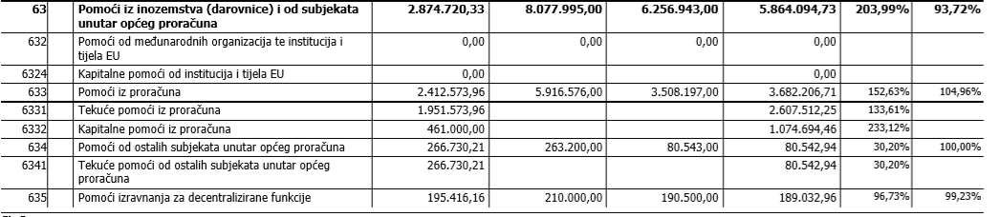 63 Pomoći iz inozemstva (darovnice) i od subjekata 2.874.720,33 8.077.995,00 6.256.943,00 5.864.094,73 203,99% 93,72%
unutar općeg proračuna
632 Pomoći od međunarodnih organizacija te institucija i 0,00 0,00 0,00 0,00
tijela EU
6324 Kapitalne pomoći od institucija i tijela EU 0,00 0,00
633 Pomoći iz proračuna 2.412.573,96 5.916.576,00 3.508.197,00 3.682.206,71 152,63% 104,96%
6331 Tekuće pomoći iz proračuna 1.951.573,96 2.607.512,25 133,61%
6332 Kapitalne pomoći iz proračuna 461.000,00 1.074.694,46 233,12%
634 Pomoći od ostalih subjekata unutar općeg proračuna 266.730,21 263.200,00 80.543,00 80.542,94 30,20% 100,00%
6341 Tekuće pomoći od ostalih subjekata unutar općeg 266.730,21 80.542,94 30,20%
proračuna
635 Pomoći izravnanja za decentralizirane funkcije 195.416,16 210.000,00 190.500,00 189.032,96 96,73% 99,23%